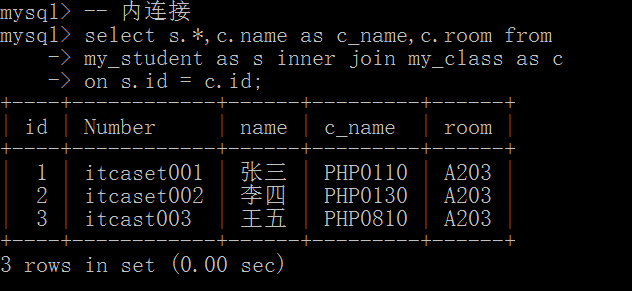 mysql> -- 内连接
mysql> select s.*,c.name as c_name,c.room from
    -> my_student as s inner join my_class as c
    -> on s.id = c.id;
+----+------------+------+---------+------+
| id | Number     | name | c_name  | room |
+----+------------+------+---------+------+
|  1 | itcaset001 | 张三 | PHP0110 | A203 |
|  2 | itcaset002 | 李四 | PHP0130 | A203 |
|  3 | itcast003  | 王五 | PHP0810 | A203 |
+----+------------+------+---------+------+
3 rows in set (0.00 sec)